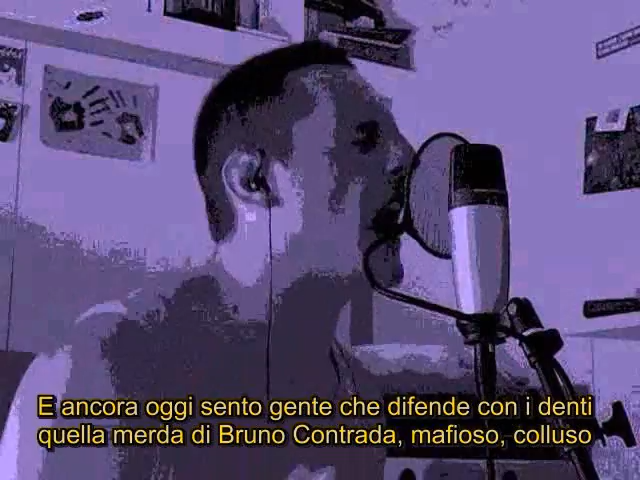 E ancora oggi sento gente che difende con i denti
quella merda di Bruno Contrada, mafioso, colluso